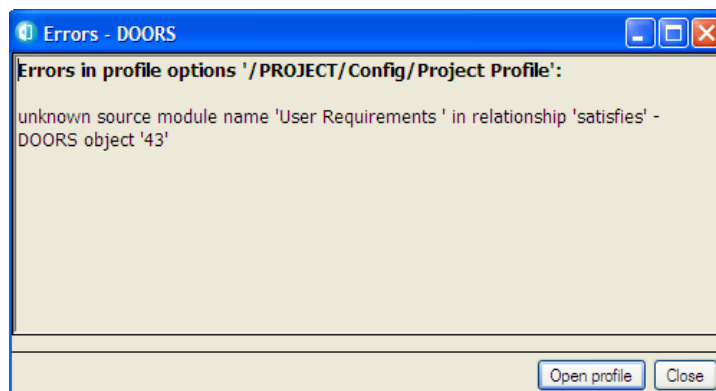 Errors - DOORS
Errors in profile options '/PROJECT/Config/Project Profile':
unknown source module name 'User Requirements ' in relationship 'satisfies' -
DOORS object '43'
Open profile
Close